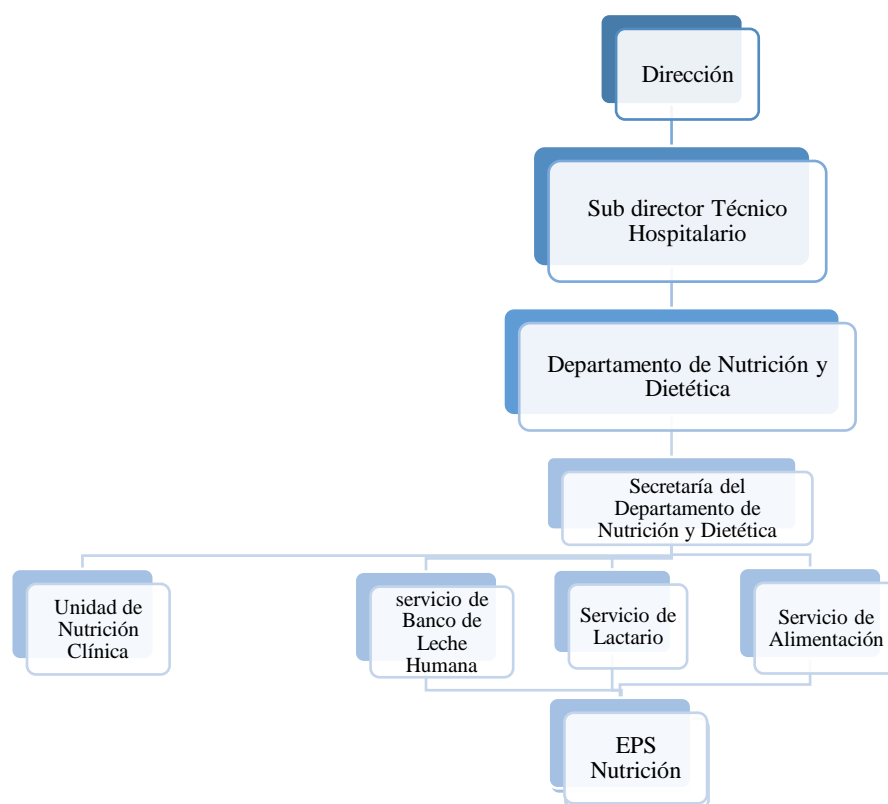 Dirección
Sub director Técnico
Hospitalario
Departamento de Nutrición y
Dietética
Secretaría del
Departamento de
Nutrición y Dietética
Unidad de
Nutrición
Clínica
servicio de
Banco de
Leche
Humana
Servicio de
Lactario
Servicio de
Alimentación
EPS
Nutrición